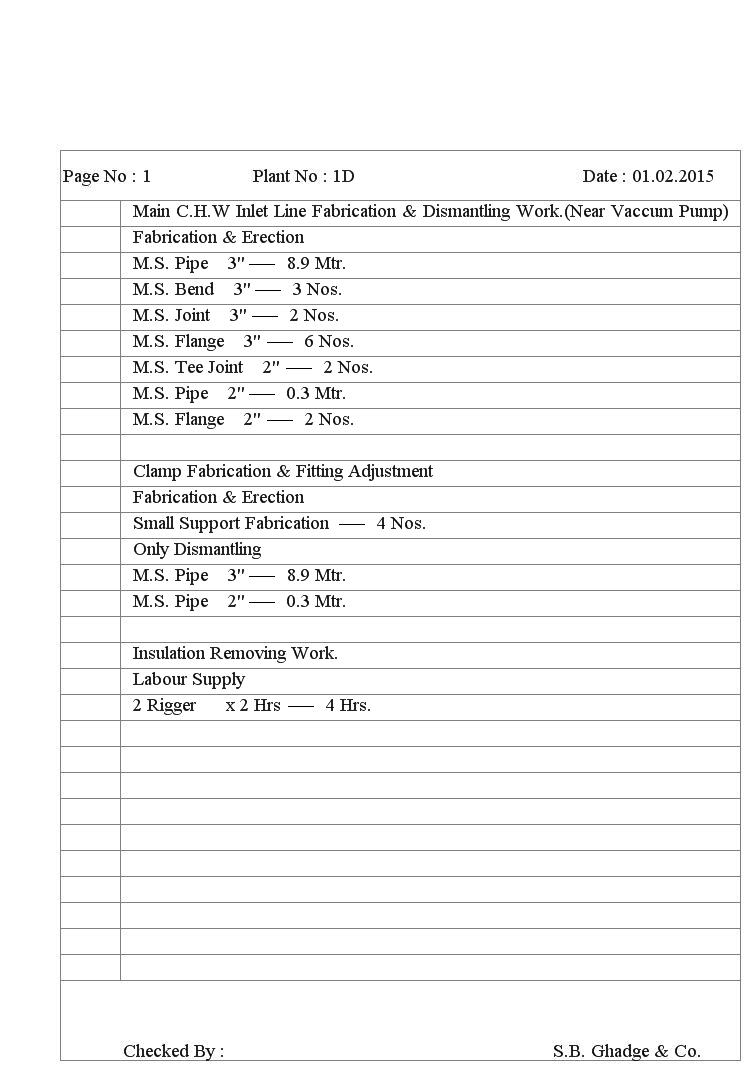 Page No : 1 Plant No : 1D Date : 01.02.2015
Main C.H.W Inlet Line Fabrication & Dismantling Work.(Near Vaccum Pump)
Fabrication & Erection
M.S. Pipe 3" — 8.9 Mtr.
M.S. Bend 3" — 3 Nos.
M.S. Joint 3" — 2 Nos.
M.S. Flange 3" — 6 Nos.
M.S. Tee Joint 2" — 2 Nos.
M.S. Pipe 2" — 0.3 Mtr.
M.S. Flange 2" — 2 Nos.
Clamp Fabrication & Fitting Adjustment
Fabrication & Erection
Small Support Fabrication — 4 Nos.
Only Dismantling
M.S. Pipe 3" — 8.9 Mtr.
M.S. Pipe 2" — 0.3 Mtr.
Insulation Removing Work.
Labour Supply
2 Rigger x 2 Hrs — 4 Hrs.
Checked By : S.B. Ghadge & Co.